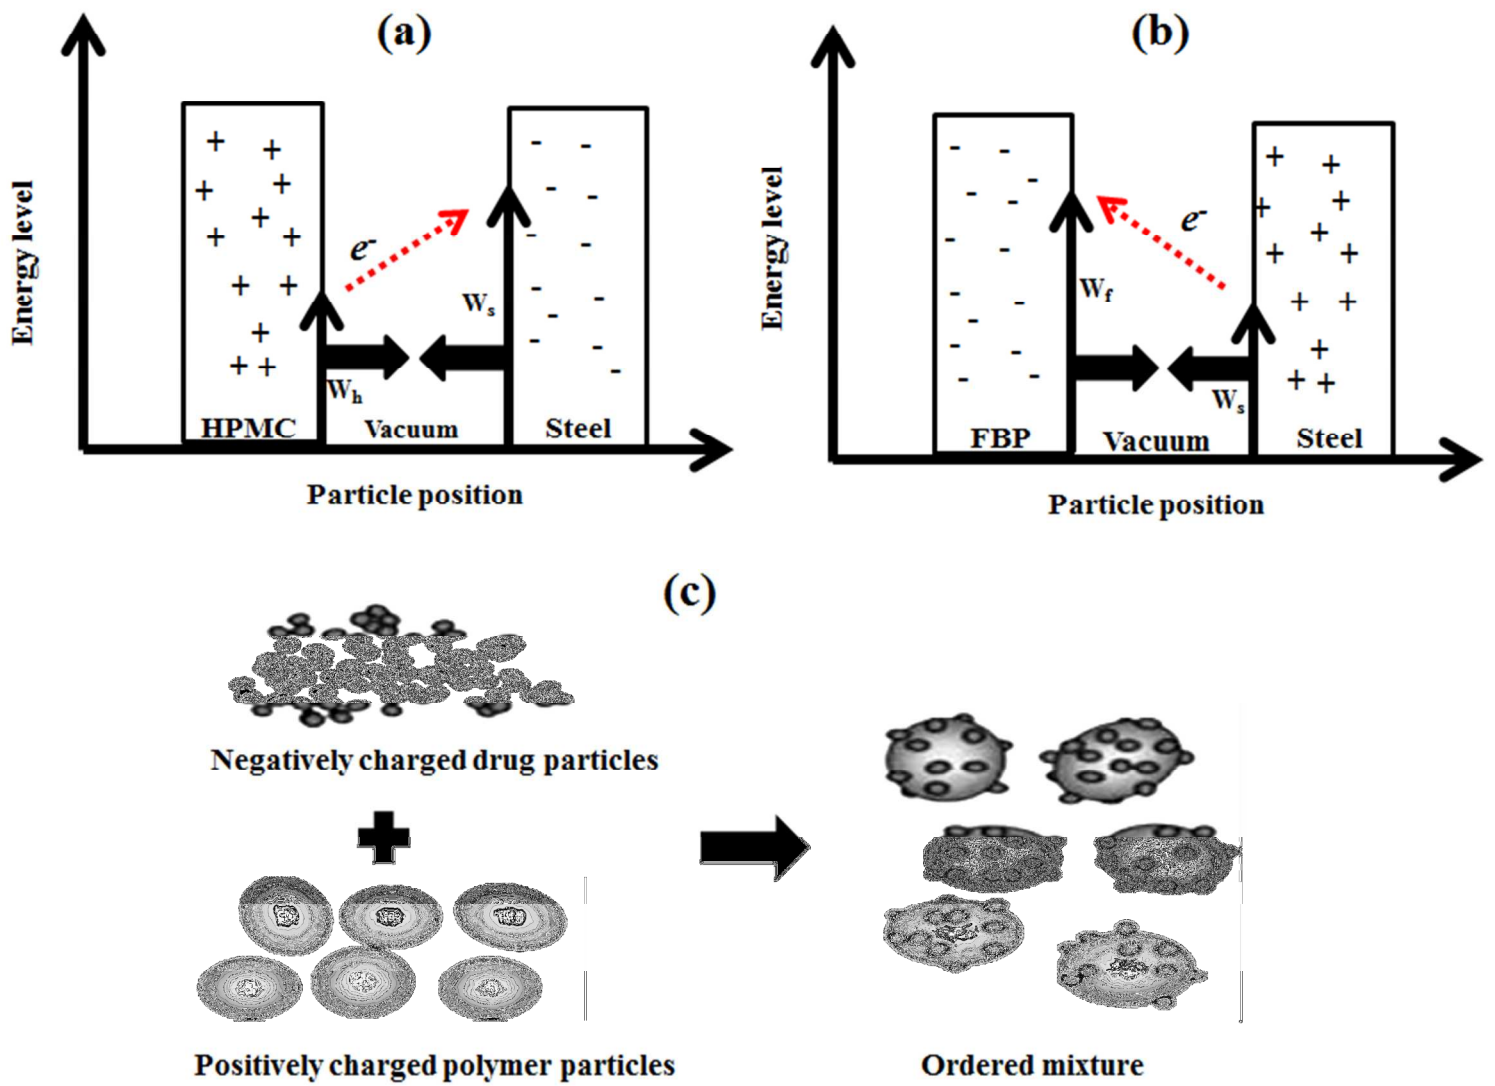 (a)
Energy level
e-
Ws
Wh
HPMC
Vacuum
Steel
Particle position
(b)
Energy level
e-
Wf
Ws
FBP
Vacuum
Steel
Particle position
(c)
Negatively charged drug particles
Positively charged polymer particles
Ordered mixture